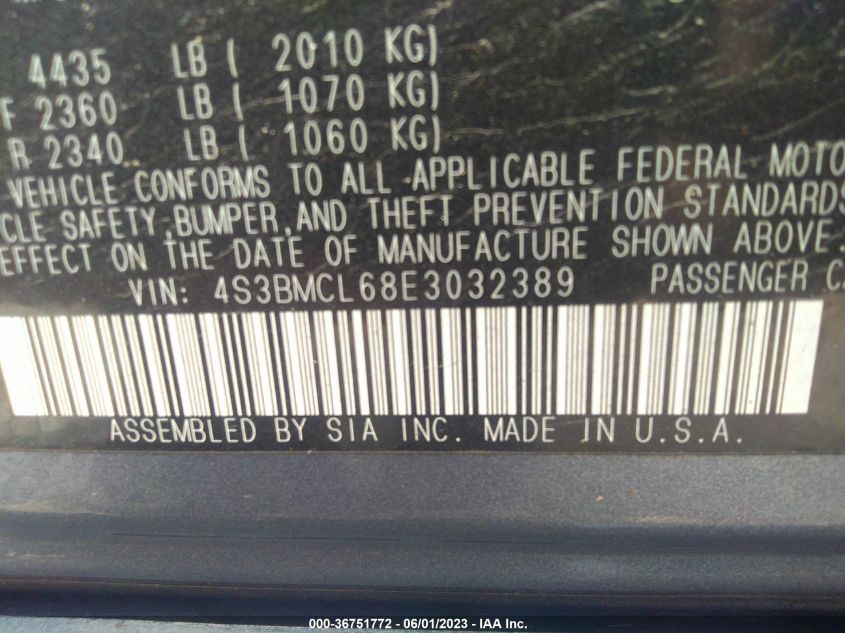 4435 LB ( 2010 KG)
F 2360 LB ( 1070 KG)
R 2340 LB ( 1060 KG)
VEHICLE CONFORMS TO ALL APPLICABLE FEDERAL MOTO
CLE SAFETY,BUMPER,AND THEFT PREVENTION STANDARDS
EFFECT ON THE DATE OF MANUFACTURE SHOWN ABOVE.
VIN: 4S3BMCL68E3032389 PASSENGER CA
ASSEMBLED BY SIA INC. MADE IN U.S.A.
000-36751772 - 06/01/2023 - IAA Inc.